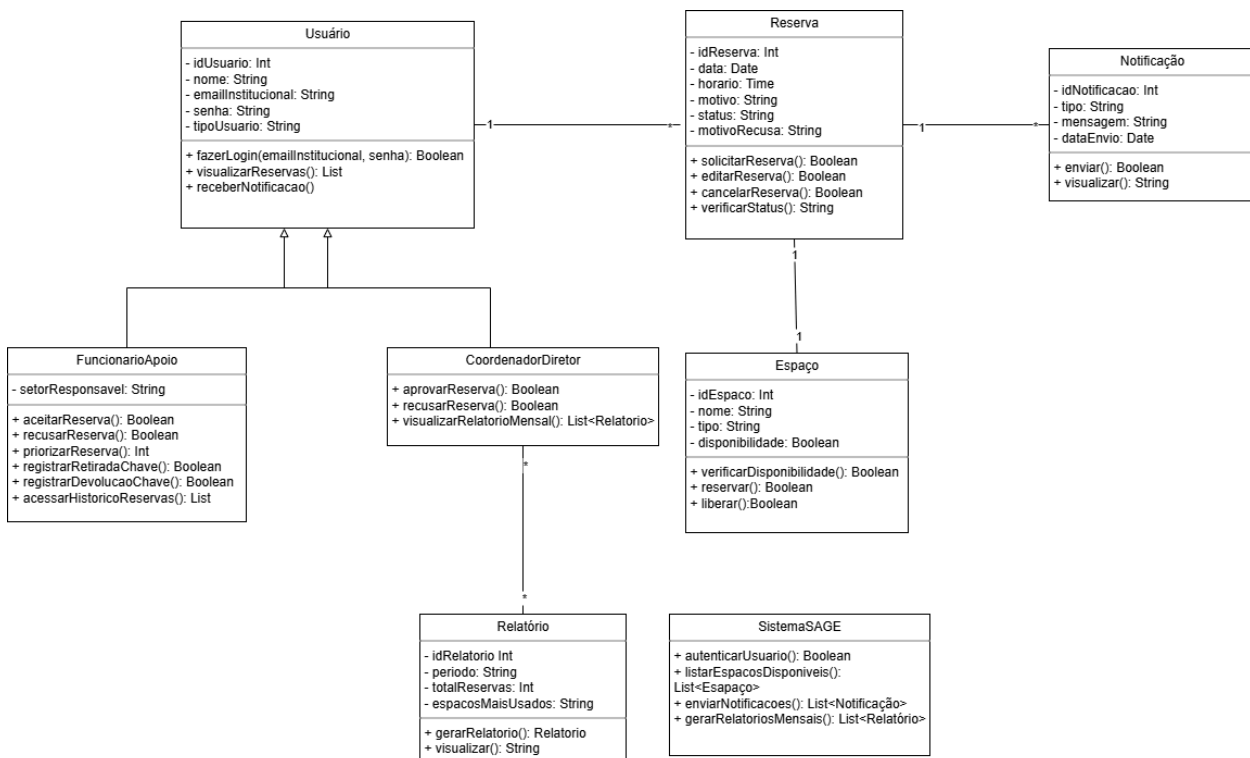 Usuário
- idUsuario: Int
- nome: String
- emailInstitucional: String
- senha: String
- tipoUsuario: String
+ fazerLogin(emailInstitucional, senha): Boolean
+ visualizarReservas(): List
+ receberNotificacao()
1
*
Reserva
- idReserva: Int
- data: Date
- horario: Time
- motivo: String
- status: String
- motivoRecusa: String
+ solicitarReserva(): Boolean
+ editarReserva(): Boolean
+ cancelarReserva(): Boolean
+ verificarStatus(): String
1
*
Notificação
- idNotificacao: Int
- tipo: String
- mensagem: String
- dataEnvio: Date
+ enviar(): Boolean
+ visualizar(): String
1
1
FuncionarioApoio
- setorResponsavel: String
+ aceitarReserva(): Boolean
+ recusarReserva(): Boolean
+ priorizarReserva(): Int
+ registrarRetiradaChave(): Boolean
+ registrarDevolucaoChave(): Boolean
+ acessarHistoricoReservas(): List
CoordenadorDiretor
+ aprovarReserva(): Boolean
+ recusarReserva(): Boolean
+ visualizarRelatorioMensal(): List<Relatorio>
Espaço
- idEspaco: Int
- nome: String
- tipo: String
- disponibilidade: Boolean
+ verificarDisponibilidade(): Boolean
+ reservar(): Boolean
+ liberar():Boolean
*
*
Relatório
- idRelatorio Int
- periodo: String
- totalReservas: Int
- espacosMaisUsados: String
+ gerarRelatorio(): Relatorio
+ visualizar(): String
SistemaSAGE
+ autenticarUsuario(): Boolean
+ listarEspacosDisponiveis():
List<Esapaço>
+ enviarNotificacoes(): List<Notificação>
+ gerarRelatoriosMensais(): List<Relatório>